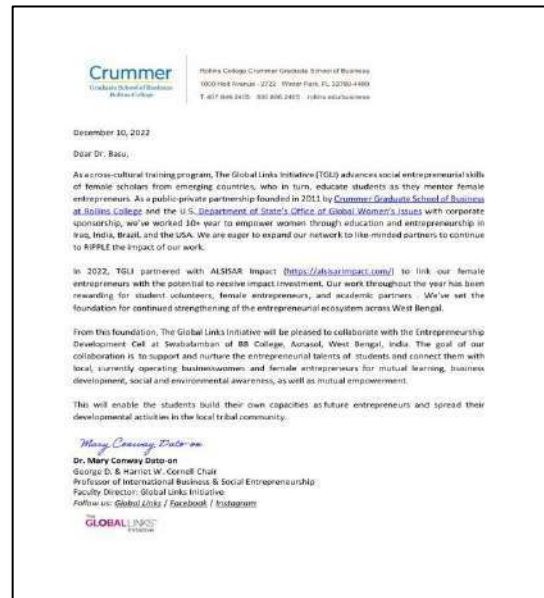 Crummer
Graduate School of Business
Rollins College
Rollins College Crummer Graduate School of Business
1000 Holt Avenue - 2722 Winter Park, FL 32789-4499
T. 407.646.2405 800.866.2405 rollins.edu/business
December 10, 2022
Dear Dr. Basu,
As a cross-cultural training program, The Global Links Initiative (TGLI) advances social entrepreneurial skills
of female scholars from emerging countries, who in turn, educate students as they mentor female
entrepreneurs. As a public-private partnership founded in 2011 by Crummer Graduate School of Business
at Rollins College and the U.S. Department of State's Office of Global Women's Issues with corporate
sponsorship, we've worked 10+ year to empower women through education and entrepreneurship in
Iraq, India, Brazil, and the USA. We are eager to expand our network to like-minded partners to continue
to RIPPLE the impact of our work.
In 2022, TGLI partnered with ALSISAR Impact (https://alsisarimpact.com/) to link our female
entrepreneurs with the potential to receive impact investment. Our work throughout the year has been
rewarding for student volunteers, female entrepreneurs, and academic partners . We've set the
foundation for continued strengthening of the entrepreneurial ecosystem across West Bengal.
From this foundation, The Global Links Initiative will be pleased to collaborate with the Entrepreneurship
Development Cell at Swabalamban of BB College, Asnasol, West Bengal, India. The goal of our
collaboration is to support and nurture the entrepreneurial talents of students and connect them with
local, currently operating businesswomen and female entrepreneurs for mutual learning, business
development, social and environmental awareness, as well as mutual empowerment.
This will enable the students build their own capacities as future entrepreneurs and spread their
developmental activities in the local tribal community.
Mary Conway Dato-on
Dr. Mary Conway Dato-on
George D. & Harriet W. Cornell Chair
Professor of International Business & Social Entrepreneurship
Faculty Director: Global Links Initiative
Follow us: Global Links / Facebook / Instagram
THE
GLOBAL LINKS
INITIATIVE